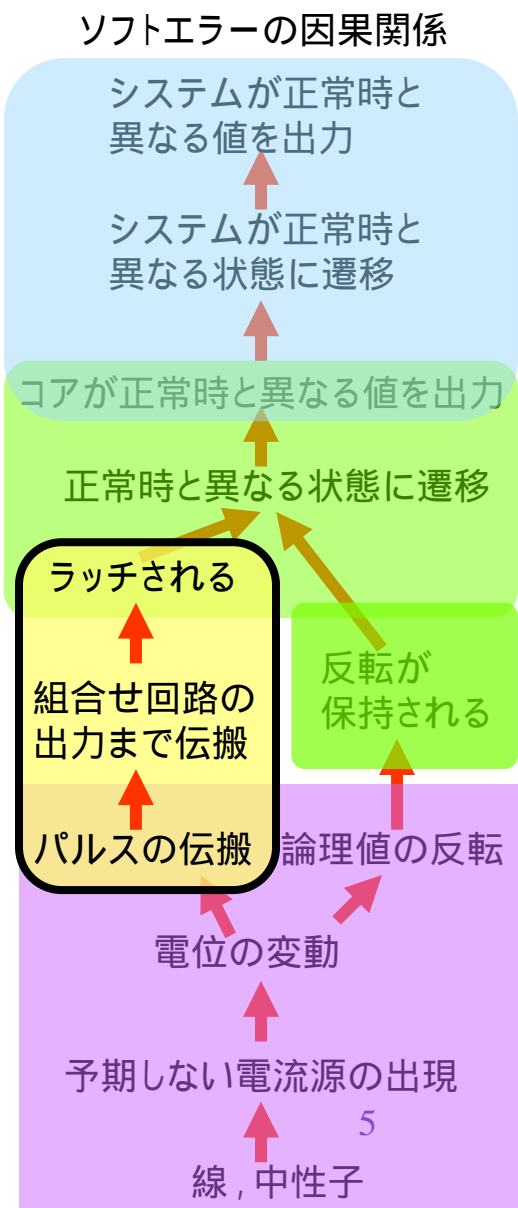 ソフトエラーの因果関係
システムが正常時と
異なる値を出力
システムが正常時と
異なる状態に遷移
コアが正常時と異なる値を出力
正常時と異なる状態に遷移
ラッチされる
反転が
保持される
組合せ回路の
出力まで伝搬
パルスの伝搬
論理値の反転
電位の変動
予期しない電流源の出現
5
線 , 中性子